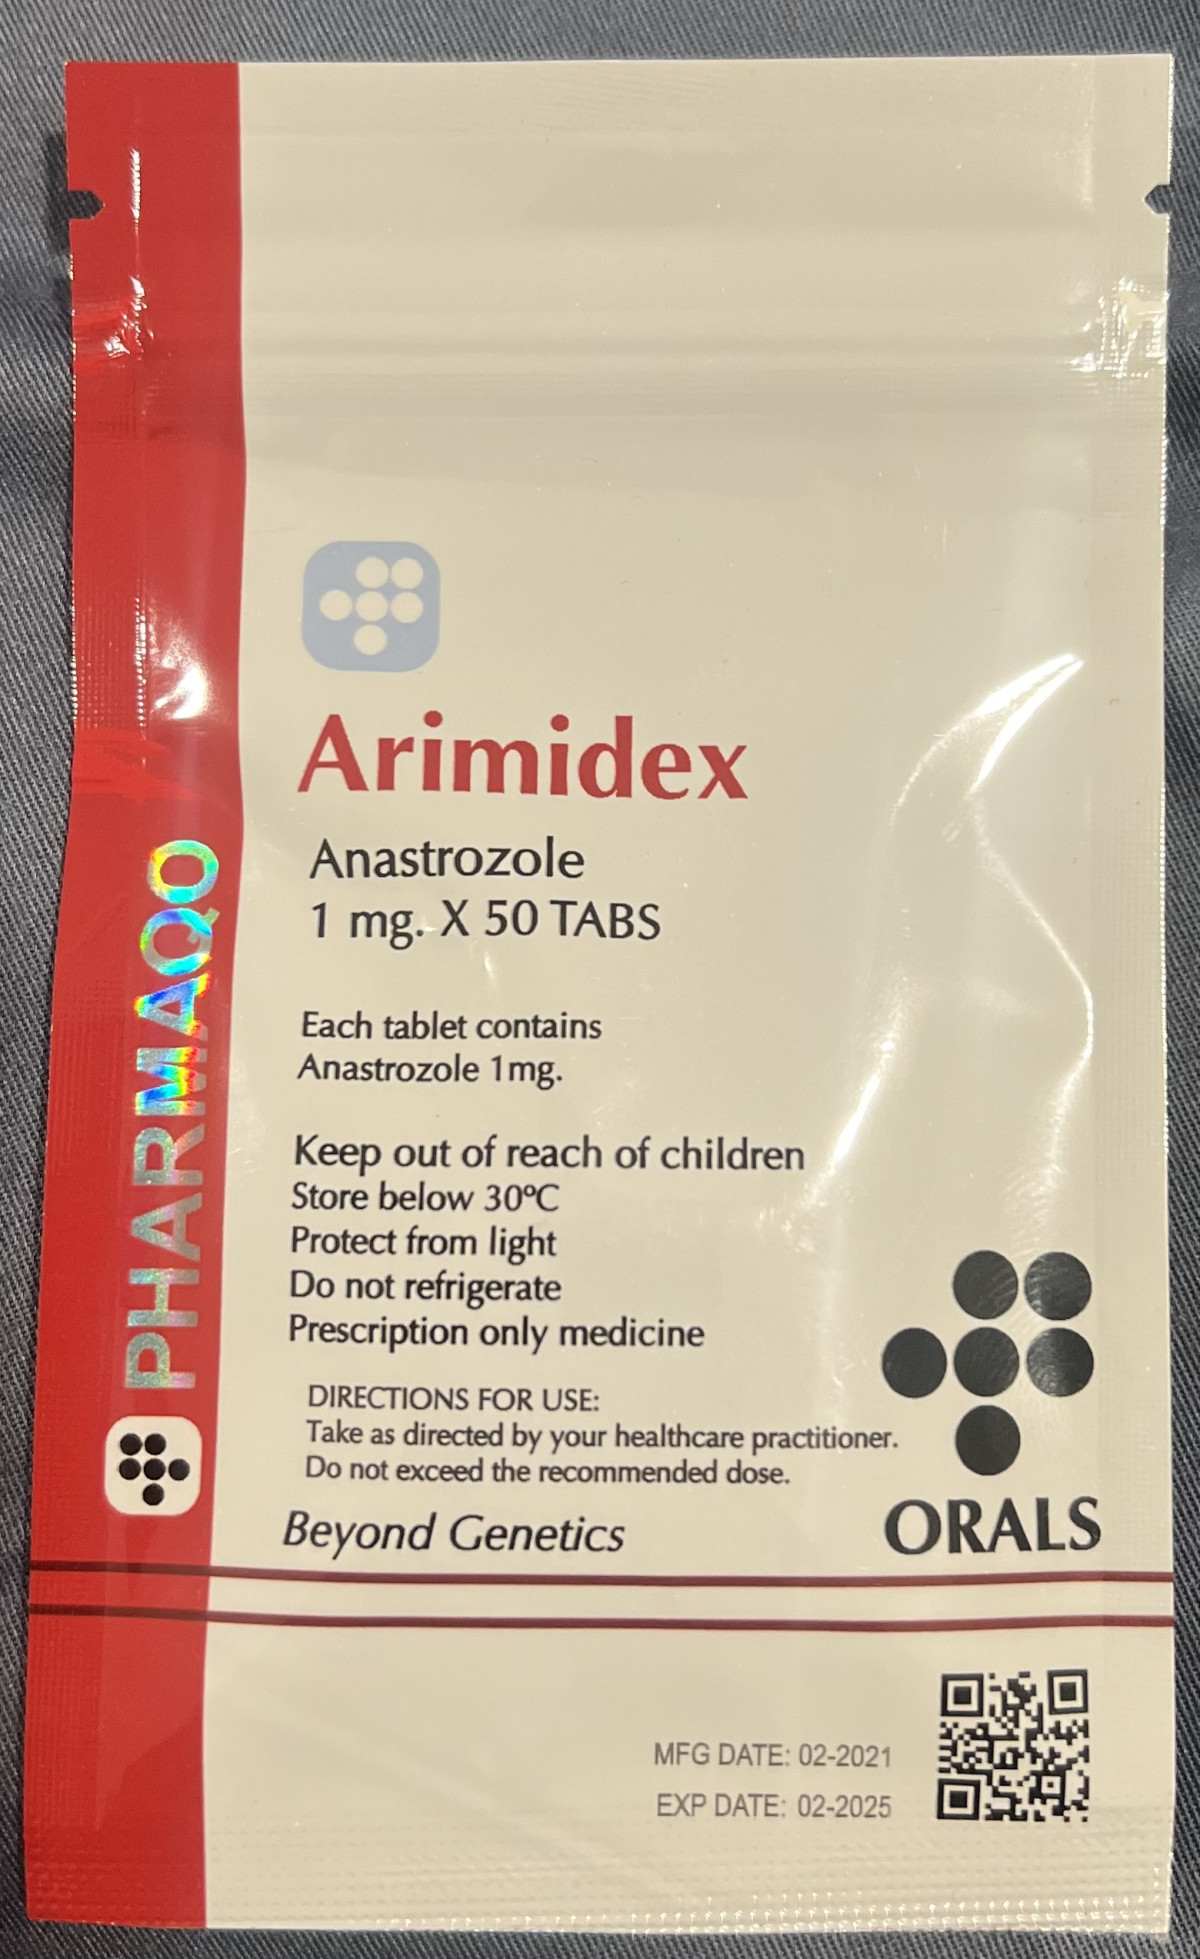 PHARMAQO
Arimidex
Anastrozole
1 mg. X 50 TABS
Each tablet contains
Anastrozole 1mg.
Keep out of reach of children
Store below 30ºC
Protect from light
Do not refrigerate
Prescription only medicine
DIRECTIONS FOR USE:
Take as directed by your healthcare practitioner.
Do not exceed the recommended dose.
Beyond Genetics
ORALS
MFG DATE: 02-2021
EXP DATE: 02-2025